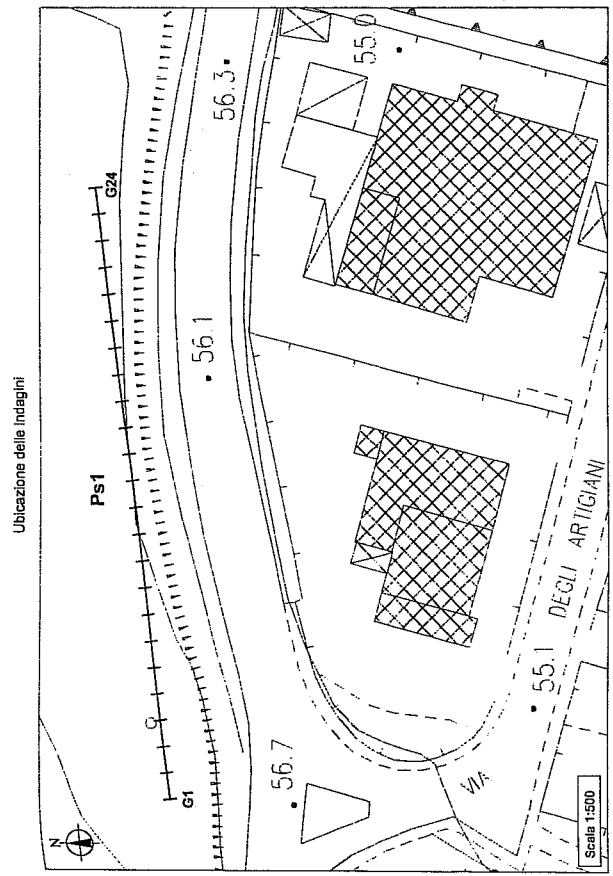 Ubicazione delle Indagini
N
G24
56.3
55.0
56.1
Ps1
G1
56.7
VIA DEGLI ARTIGIANI
55.1
Scala 1:500